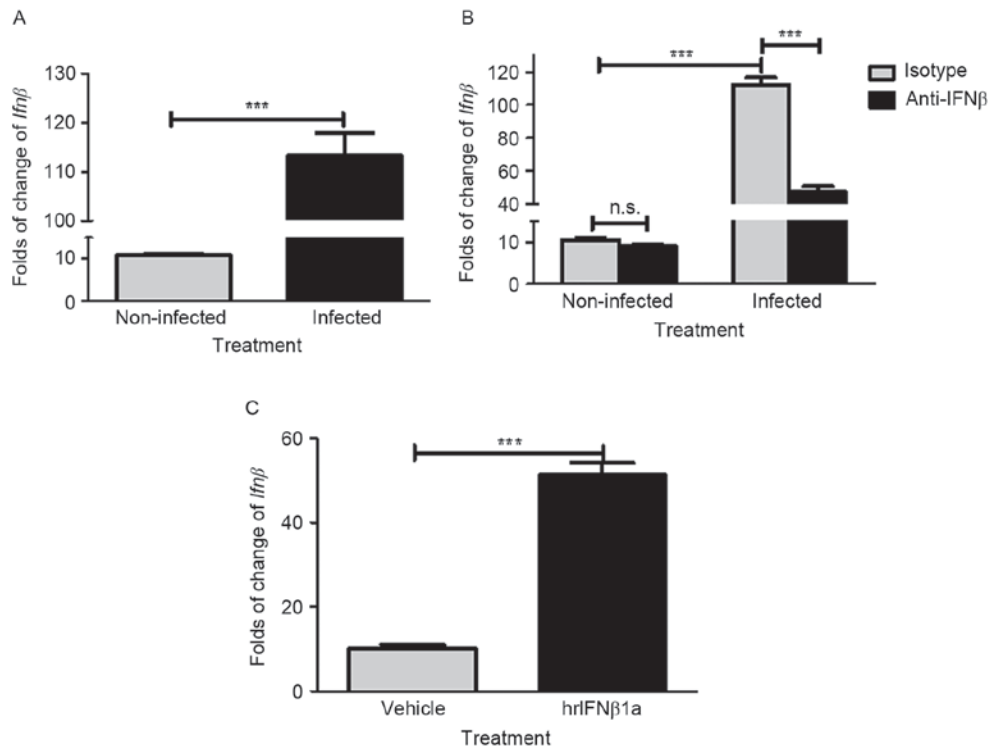 A
Folds of change of Ifnβ
130
120
110
100
10
0
***
Non-infected Infected
Treatment
B
Folds of change of Ifnβ
120
100
80
60
40
20
10
0
***
***
n.s.
Non-infected Infected
Treatment
Isotype
Anti-IFNβ
C
Folds of change of Ifnβ
60
40
20
0
***
Vehicle hrIFNβ1a
Treatment